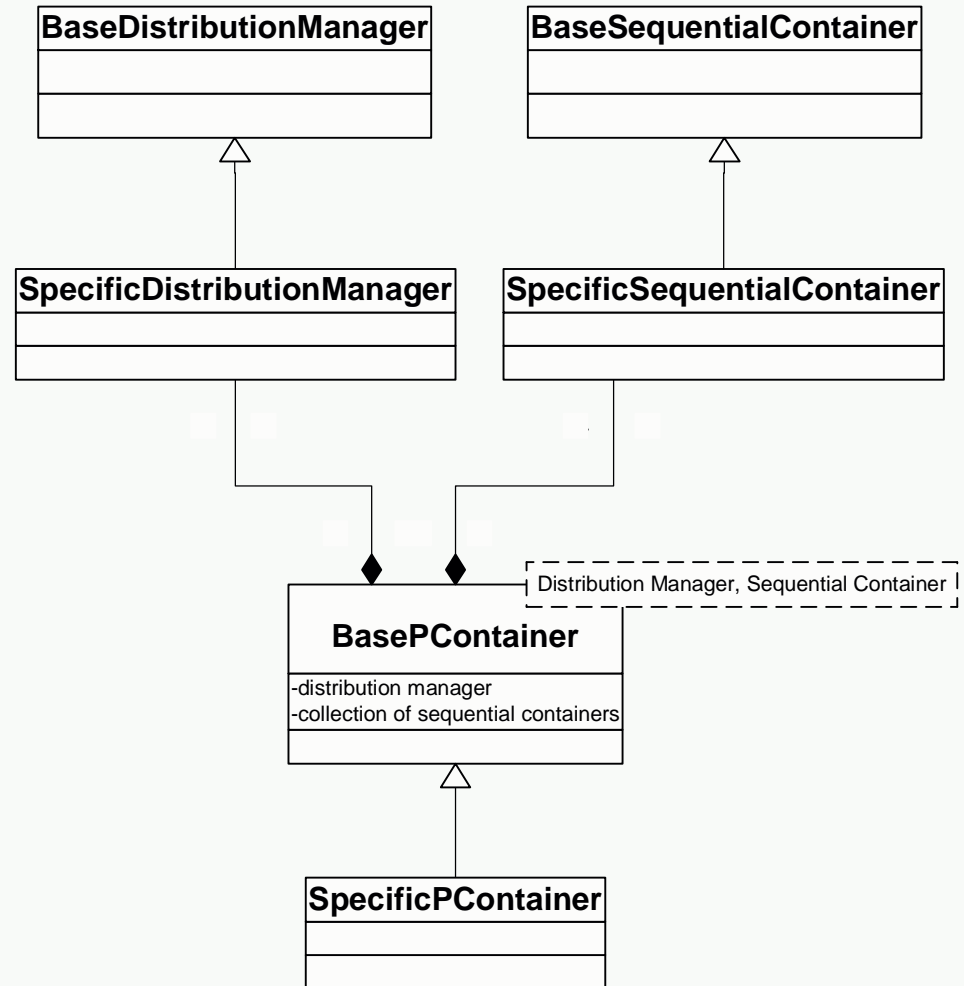 BaseDistributionManager
BaseSequentialContainer
SpecificDistributionManager
SpecificSequentialContainer
Distribution Manager, Sequential Container
BasePContainer
-distribution manager
-collection of sequential containers
SpecificPContainer